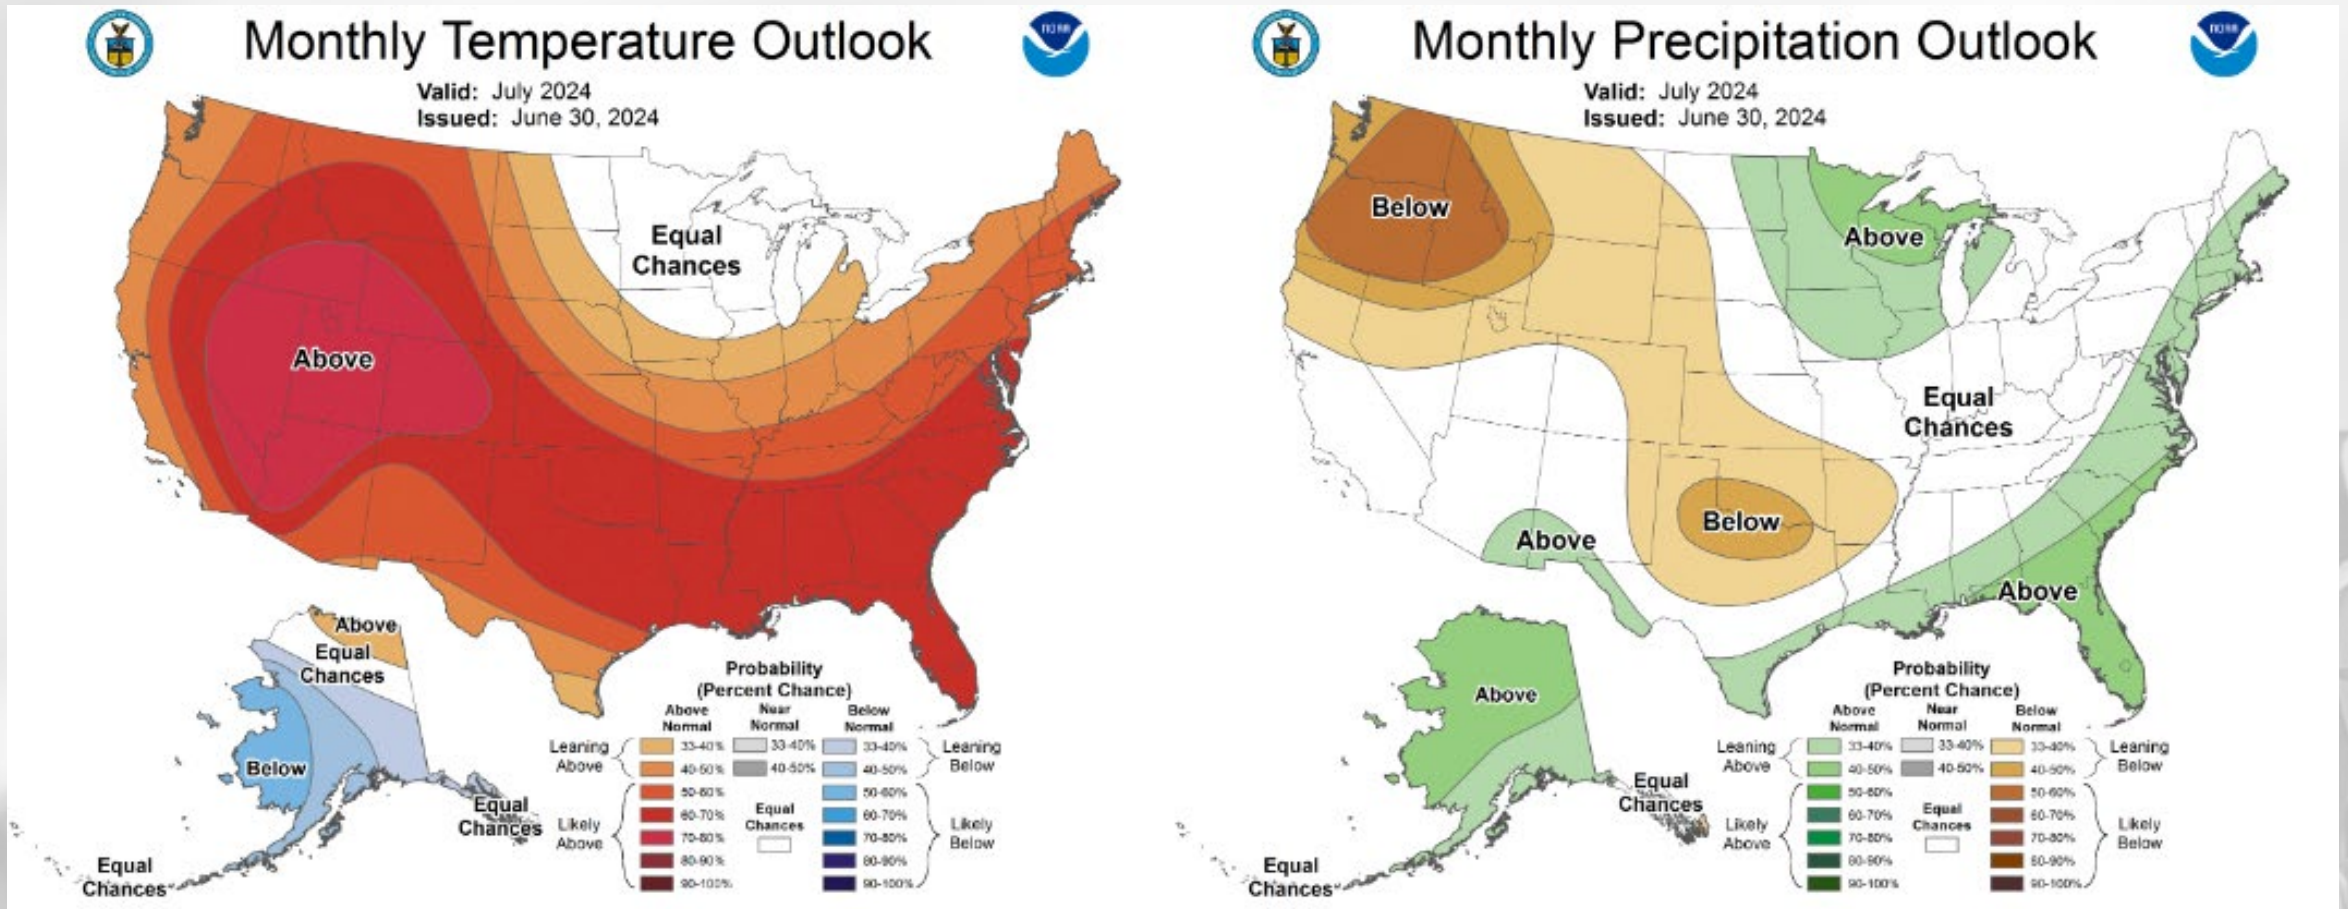 Monthly Temperature Outlook
NOAA
Valid: July 2024
Issued: June 30, 2024
Equal
Chances
Above
Above
Equal
Chances
Below
Equal
Chances
Equal
Chances
Probability
(Percent Chance)
Above
Normal
Near
Normal
Below
Normal
Leaning
Above
33-40%
33-40%
33-40%
Leaning
Below
40-50%
40-50%
40-50%
50-60%
50-60%
60-70%
60-70%
Equal
Chances
Likely
Above
70-80%
70-80%
Likely
Below
80-90%
80-90%
90-100%
90-100%
Monthly Precipitation Outlook
NOAA
Valid: July 2024
Issued: June 30, 2024
Below
Above
Equal
Chances
Below
Above
Above
Above
Equal
Chances
Equal
Chances
Probability
(Percent Chance)
Above
Normal
Near
Normal
Below
Normal
Leaning
Above
33-40%
33-40%
33-40%
Leaning
Below
40-50%
40-50%
40-50%
50-60%
50-60%
60-70%
60-70%
Equal
Chances
Likely
Above
70-80%
70-80%
Likely
Below
80-90%
80-90%
90-100%
90-100%